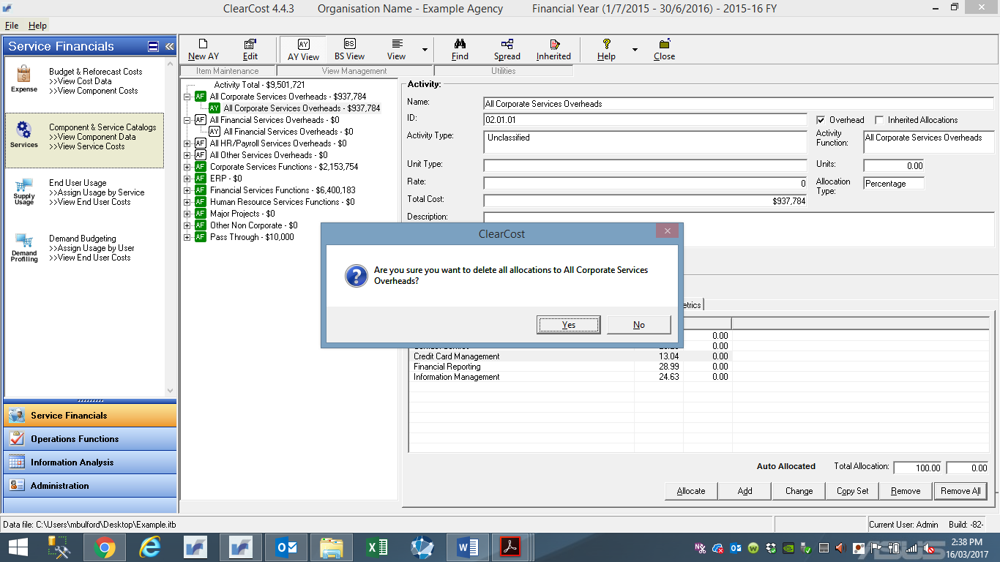 ClearCost 4.4.3 Organisation Name - Example Agency Financial Year (1/7/2015 - 30/6/2016) - 2015-16 FY
File Help
Service Financials
New AY Edit AY View BS View View Find Spread Inherited Help Close
Item Maintenance View Management Utilities
Expense
Budget & Reforecast Costs
>>View Cost Data
>>View Component Costs
Services
Component & Service Catalogs
>>View Component Data
>>View Service Costs
Supply Usage
End User Usage
>>Assign Usage by Service
>>View End User Costs
Demand Profiling
Demand Budgeting
>>Assign Usage by User
>>View End User Costs
Service Financials
Operations Functions
Information Analysis
Administration
Activity Total - $9,501,721
AF All Corporate Services Overheads - $937,784
AY All Corporate Services Overheads - $937,784
AF All Financial Services Overheads - $0
AY All Financial Services Overheads - $0
AF All HR/Payroll Services Overheads - $0
AF All Other Services Overheads - $0
AF Corporate Services Functions - $2,153,754
AF ERP - $0
AF Financial Services Functions - $6,400,183
AF Human Resource Services Functions - $0
AF Major Projects - $0
AF Other Non Corporate - $0
AF Pass Through - $10,000
Activity:
Name: All Corporate Services Overheads
ID: 02.01.01 Overhead Inherited Allocations
Activity Type: Unclassified Activity Function: All Corporate Services Overheads
Unit Type: Units: 0.00
Rate: 0 Allocation Type: Percentage
Total Cost: $937,784
Description:
ClearCost
Are you sure you want to delete all allocations to All Corporate Services
Overheads?
Yes No
etrics
0.00
0.00
Credit Card Management 13.04 0.00
Financial Reporting 28.99 0.00
Information Management 24.63 0.00
Auto Allocated Total Allocation: 100.00 0.00
Allocate Add Change Copy Set Remove Remove All
Data file: C:\Users\mbulford\Desktop\Example.itb Current User: Admin Build: -82-
2:38 PM
16/03/2017
ASUS